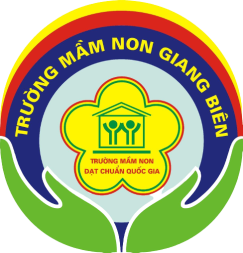 TRƯỜNG MẦM NON GIANG BIÊN
TRƯỜNG MẦM NON
ĐẠT CHUẨN QUỐC GIA